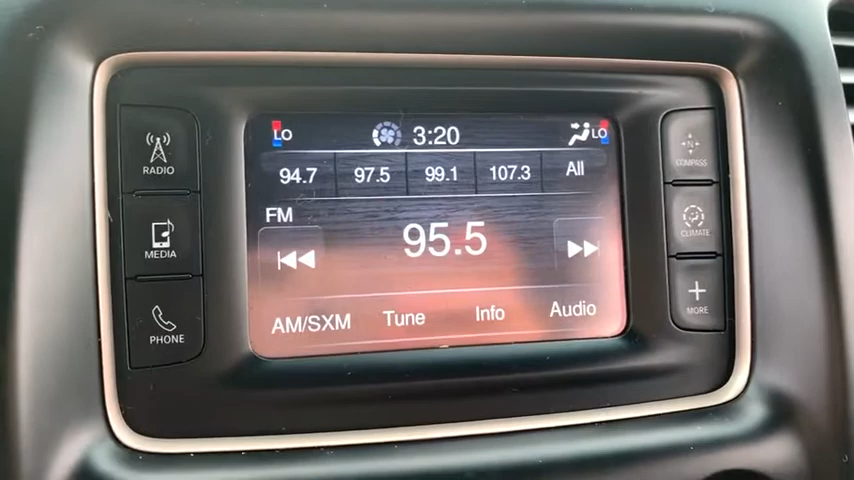 LO 3:20 LO
94.7 97.5 99.1 107.3 All
FM
95.5
AM/SXM Tune Info Audio
RADIO
MEDIA
PHONE
N
COMPASS
CLIMATE
MORE